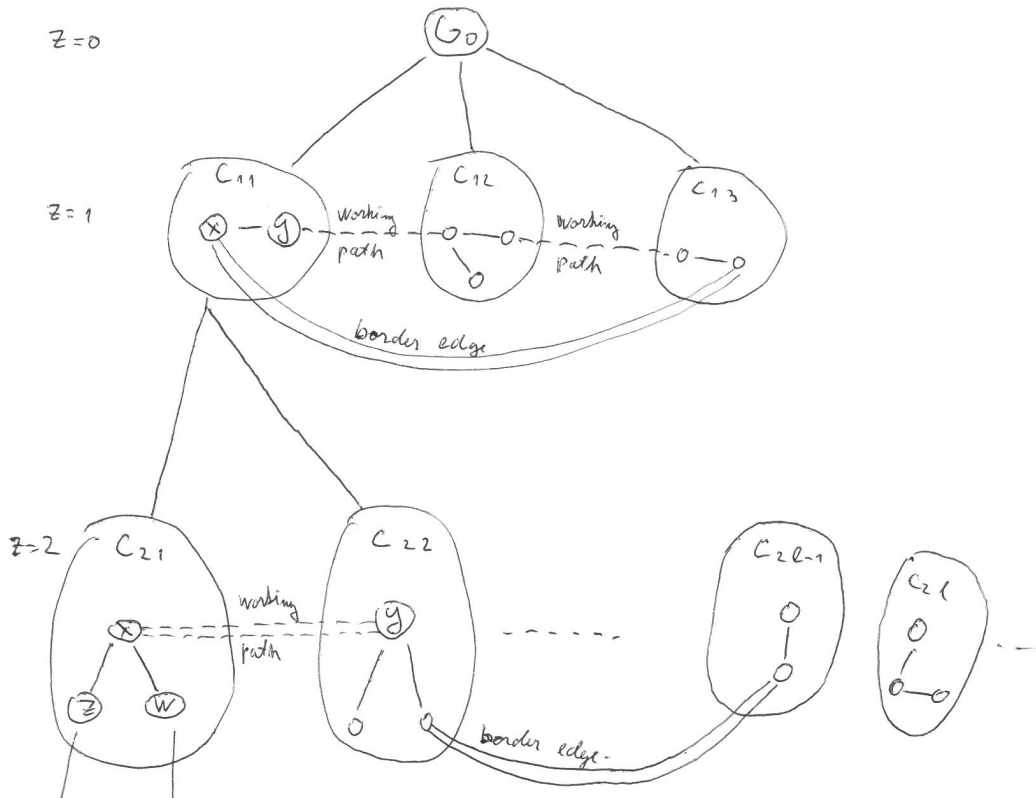 z=0
G₀
C₁₁
C₁₂
C₁₃
z=1
x
y
working
path
working
path
border edge
z=2
C₂₁
C₂₂
C₂ℓ₋₁
C₂ℓ
working
path
x
y
z
w
border edge.